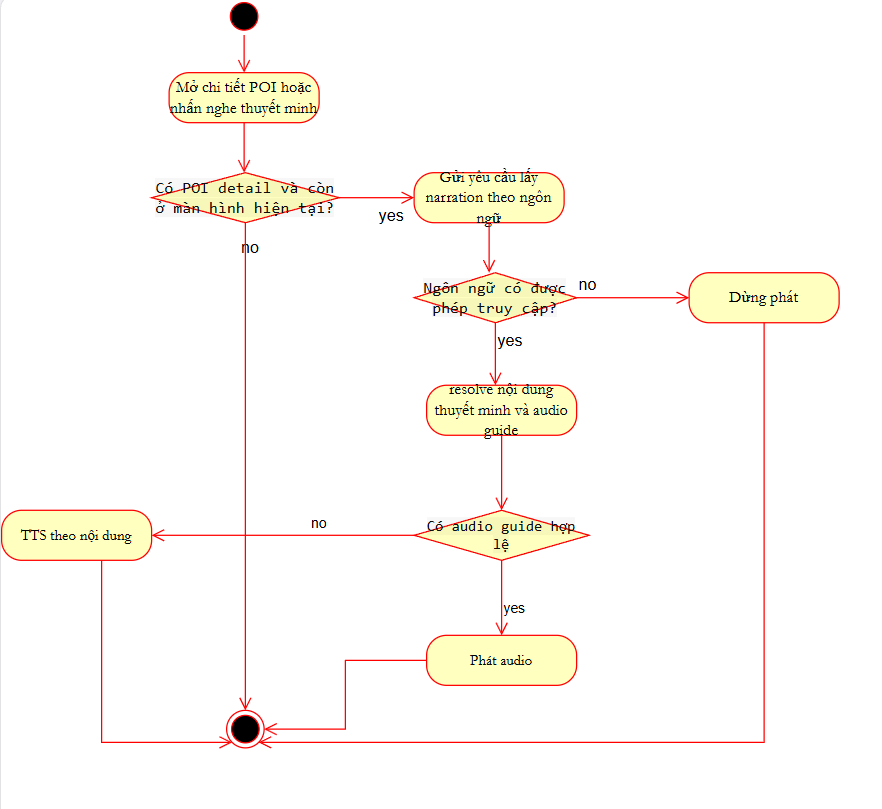 Mở chi tiết POI hoặc
nhấn nghe thuyết minh
Có POI detail và còn
ở màn hình hiện tại?
yes
no
Gửi yêu cầu lấy
narration theo ngôn
ngữ
Ngôn ngữ có được
phép truy cập?
no
yes
Dừng phát
resolve nội dung
thuyết minh và audio
guide
Có audio guide hợp
lệ
no
yes
TTS theo nội dung
Phát audio